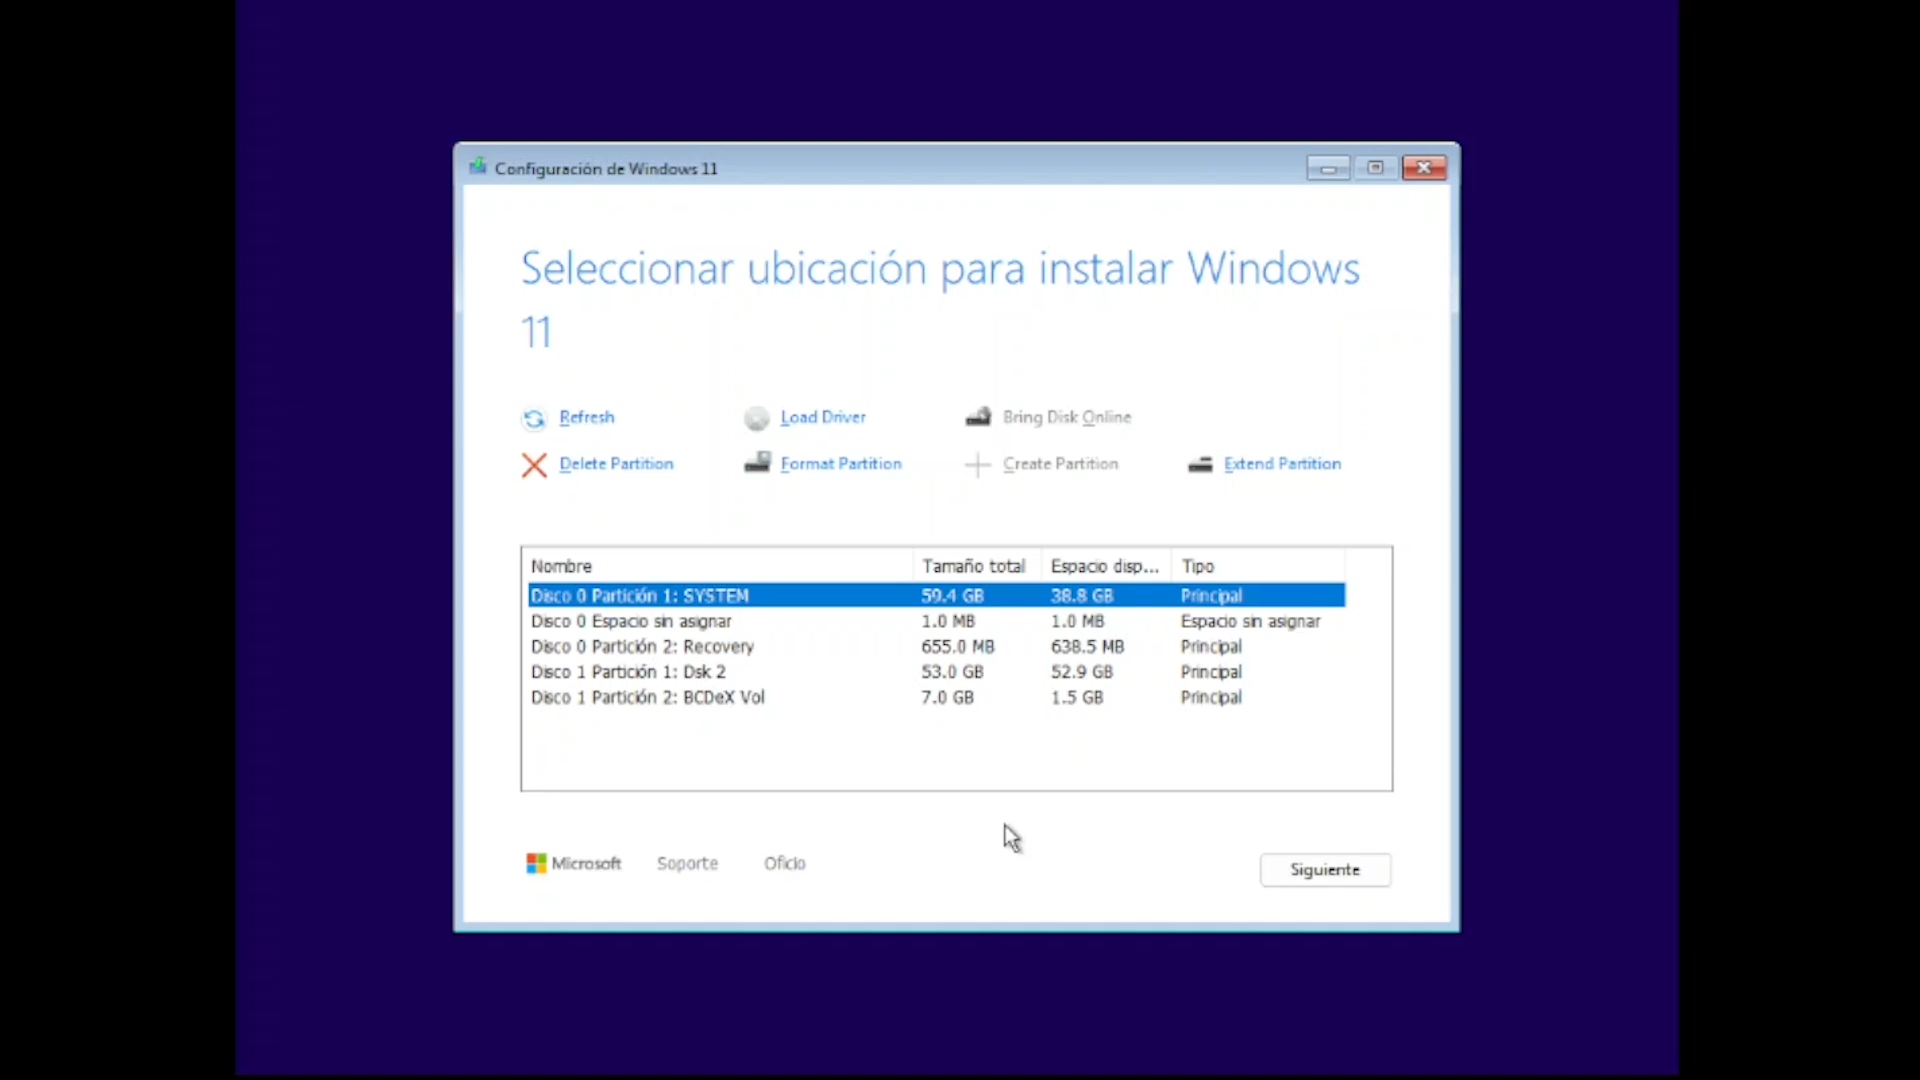 Configuración de Windows 11
Seleccionar ubicación para instalar Windows
11
Refresh Load Driver Bring Disk Online
Delete Partition Format Partition Create Partition Extend Partition
Nombre Tamaño total Espacio disp... Tipo
Disco 0 Partición 1: SYSTEM 59.4 GB 38.8 GB Principal
Disco 0 Espacio sin asignar 1.0 MB 1.0 MB Espacio sin asignar
Disco 0 Partición 2: Recovery 655.0 MB 638.5 MB Principal
Disco 1 Partición 1: Dsk 2 53.0 GB 52.9 GB Principal
Disco 1 Partición 2: BCDeX Vol 7.0 GB 1.5 GB Principal
Microsoft Soporte Oficio Siguiente